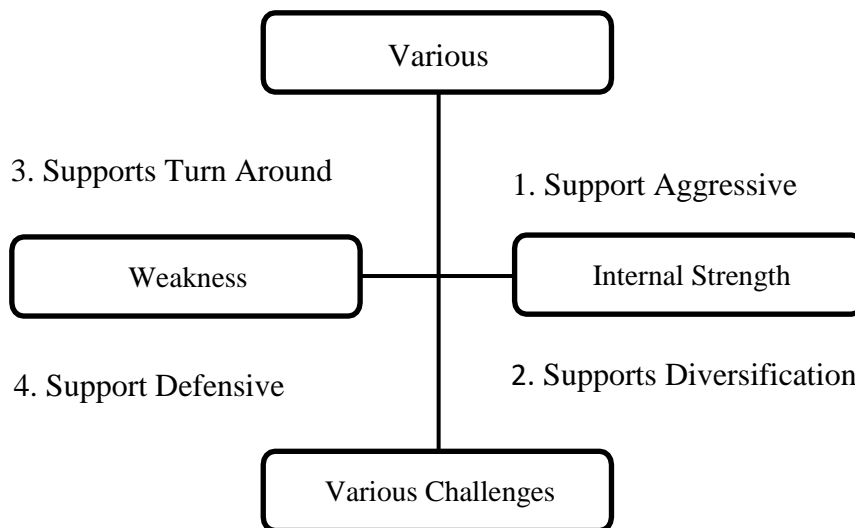 Various
3. Supports Turn Around
1. Support Aggressive
Weakness
Internal Strength
4. Support Defensive
2. Supports Diversification
Various Challenges